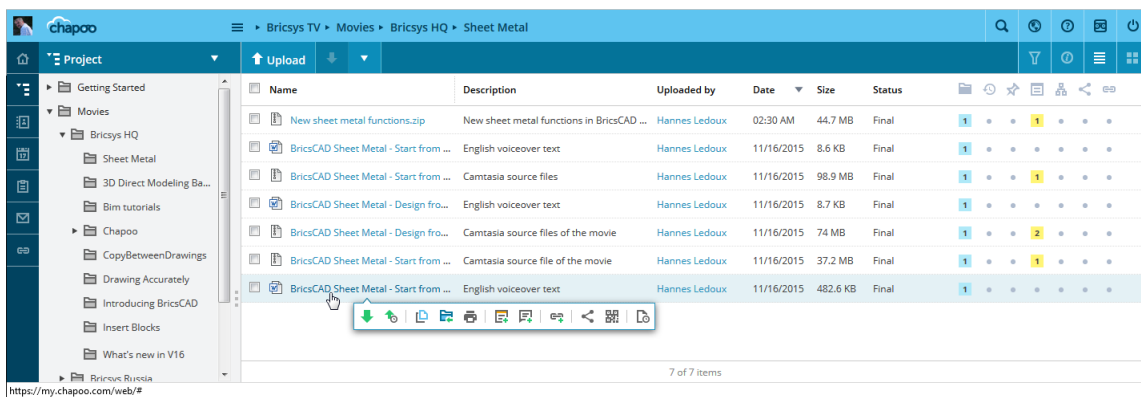 chapoo
Bricsys TV ▸ Movies ▸ Bricsys HQ ▸ Sheet Metal
Project
Upload
Getting Started
Movies
Bricsys HQ
Sheet Metal
3D Direct Modeling Ba...
Bim tutorials
Chapoo
CopyBetweenDrawings
Drawing Accurately
Introducing BricsCAD
Insert Blocks
What's new in V16
Bricsys Russia
Name Description Uploaded by Date Size Status
New sheet metal functions.zip New sheet metal functions in BricsCAD ... Hannes Ledoux 02:30 AM 44.7 MB Final 1 1
BricsCAD Sheet Metal - Start from ... English voiceover text Hannes Ledoux 11/16/2015 8.6 KB Final 1
BricsCAD Sheet Metal - Start from ... Camtasia source files Hannes Ledoux 11/16/2015 98.9 MB Final 1 1
BricsCAD Sheet Metal - Design fro... English voiceover text Hannes Ledoux 11/16/2015 8.7 KB Final 1
BricsCAD Sheet Metal - Design fro... Camtasia source files of the movie Hannes Ledoux 11/16/2015 74 MB Final 1 2
BricsCAD Sheet Metal - Start from ... Camtasia source file of the movie Hannes Ledoux 11/16/2015 37.2 MB Final 1 1
BricsCAD Sheet Metal - Start from ... English voiceover text Hannes Ledoux 11/16/2015 482.6 KB Final 1
7 of 7 items
https://my.chapoo.com/web/#